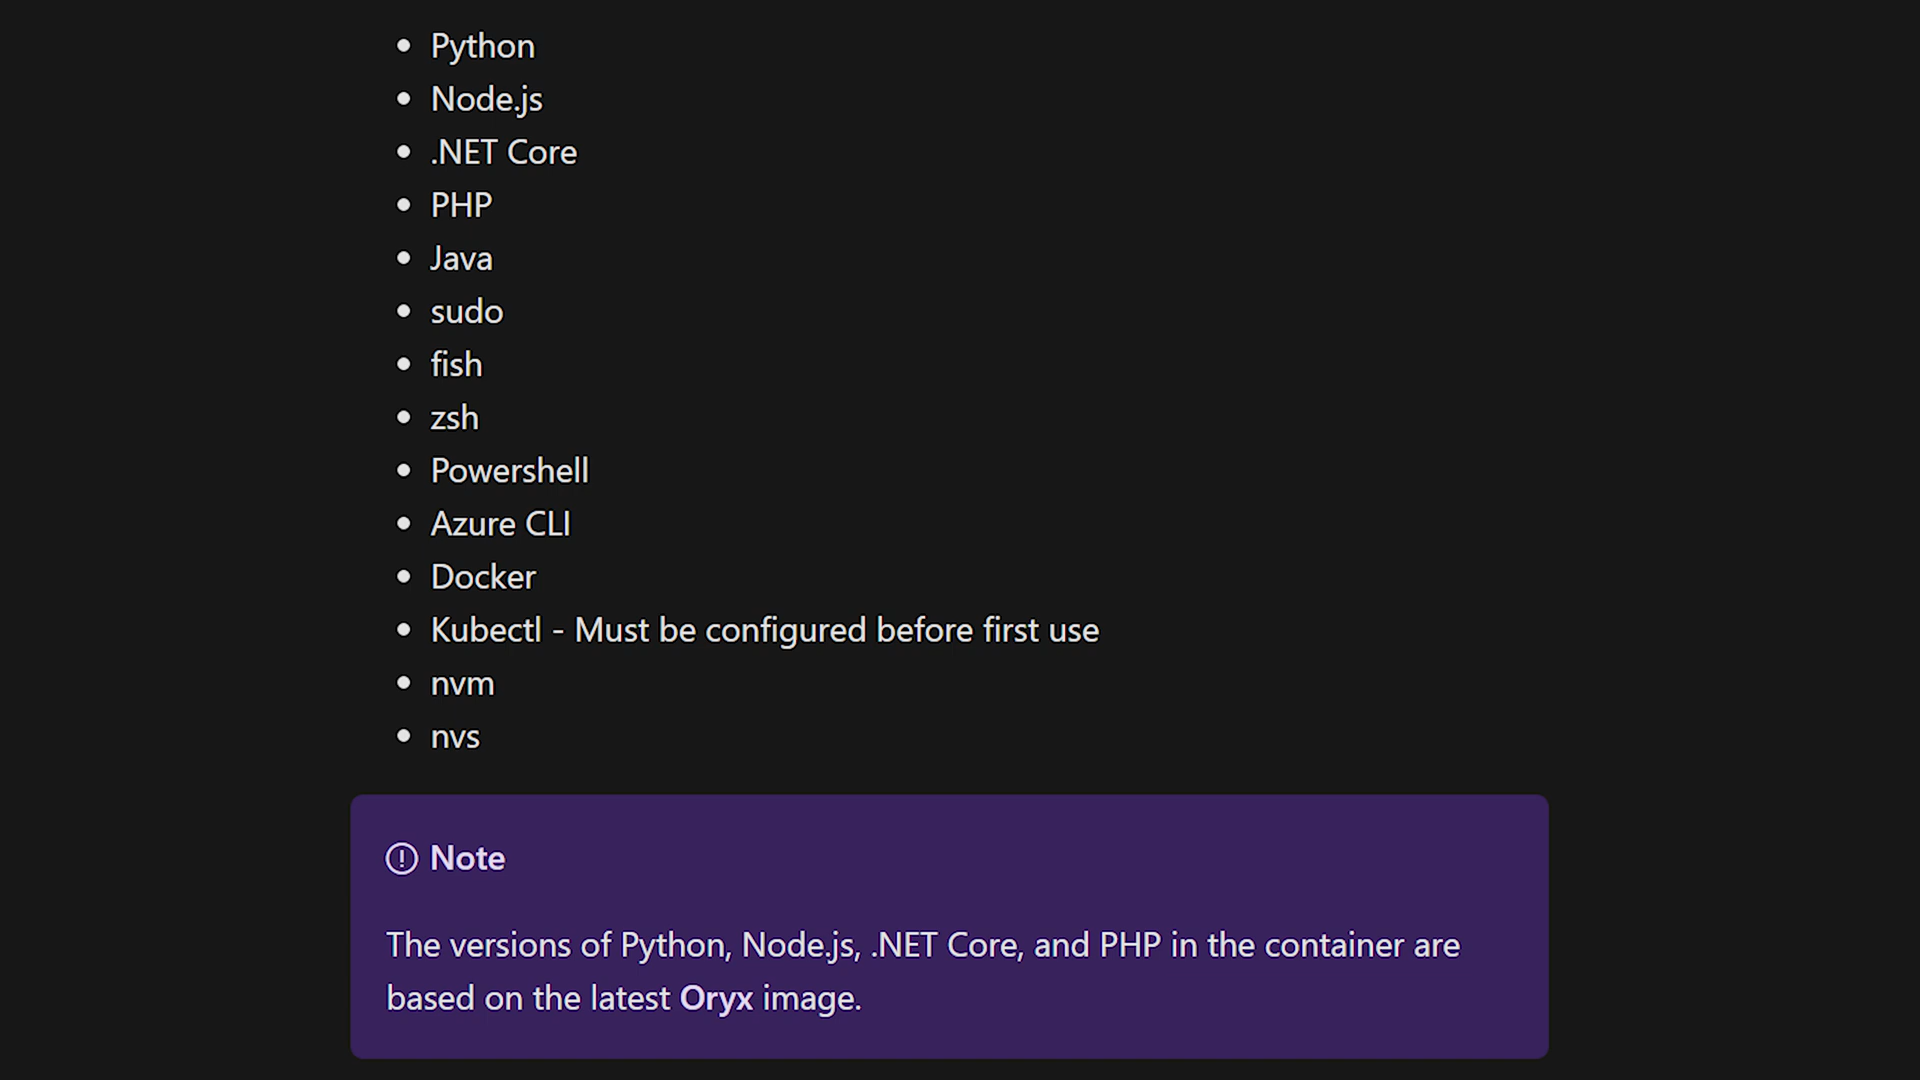 Python
Node.js
.NET Core
PHP
Java
sudo
fish
zsh
Powershell
Azure CLI
Docker
Kubectl - Must be configured before first use
nvm
nvs
Note
The versions of Python, Node.js, .NET Core, and PHP in the container are
based on the latest Oryx image.